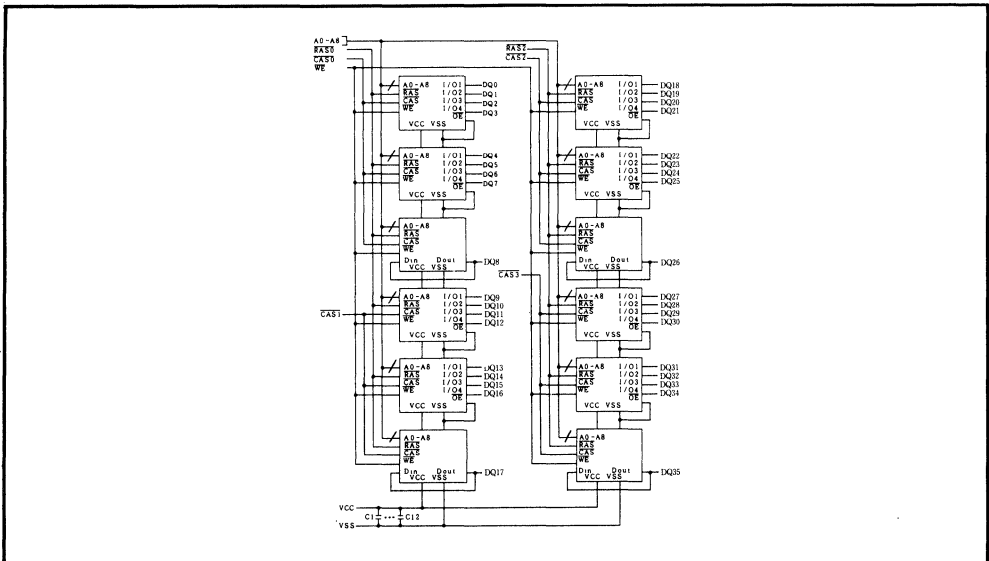 A0-A8
RAS0
CAS0
WE
RAS2
CAS2
A0-A8 I/O1 DQ0
RAS I/O2 DQ1
CAS I/O3 DQ2
WE I/O4 DQ3
OE
VCC VSS
A0-A8 I/O1 DQ18
RAS I/O2 DQ19
CAS I/O3 DQ20
WE I/O4 DQ21
OE
VCC VSS
A0-A8 I/O1 DQ4
RAS I/O2 DQ5
CAS I/O3 DQ6
WE I/O4 DQ7
OE
VCC VSS
A0-A8 I/O1 DQ22
RAS I/O2 DQ23
CAS I/O3 DQ24
WE I/O4 DQ25
OE
VCC VSS
A0-A8
RAS
CAS
WE
Din Dout DQ8
VCC VSS
A0-A8
RAS
CAS
WE
Din Dout DQ26
VCC VSS
CAS3
A0-A8 I/O1 DQ9
RAS I/O2 DQ10
CAS1 CAS I/O3 DQ11
WE I/O4 DQ12
OE
VCC VSS
A0-A8 I/O1 DQ27
RAS I/O2 DQ28
CAS I/O3 DQ29
WE I/O4 DQ30
OE
VCC VSS
A0-A8 I/O1 DQ13
RAS I/O2 DQ14
CAS I/O3 DQ15
WE I/O4 DQ16
OE
VCC VSS
A0-A8 I/O1 DQ31
RAS I/O2 DQ32
CAS I/O3 DQ33
WE I/O4 DQ34
OE
VCC VSS
A0-A8
RAS
CAS
WE
Din Dout DQ17
VCC VSS
A0-A8
RAS
CAS
WE
Din Dout DQ35
VCC VSS
VCC
C1 C12
VSS